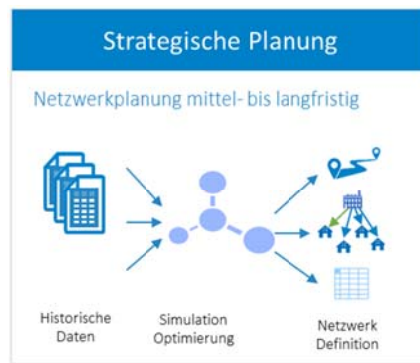 Strategische Planung
Netzwerkplanung mittel- bis langfristig
Historische
Daten
Simulation
Optimierung
Netzwerk
Definition